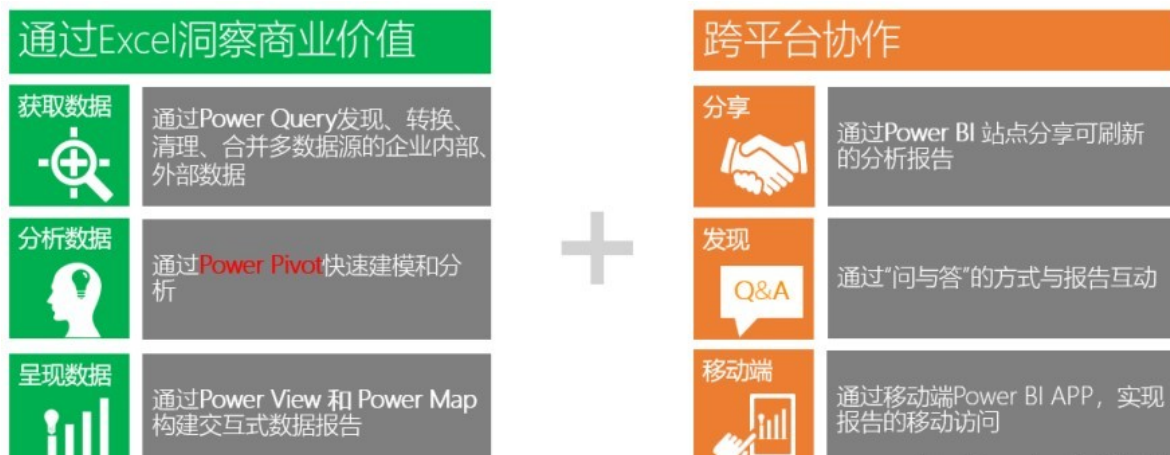 通过Excel洞察商业价值
获取数据
通过Power Query发现、转换、
清理、合并多数据源的企业内部、
外部数据
分析数据
通过Power Pivot快速建模和分
析
呈现数据
通过Power View 和 Power Map
构建交互式数据报告
+
跨平台协作
分享
通过Power BI 站点分享可刷新
的分析报告
发现
Q&A
通过“问与答”的方式与报告互动
移动端
通过移动端Power BI APP，实现
报告的移动访问